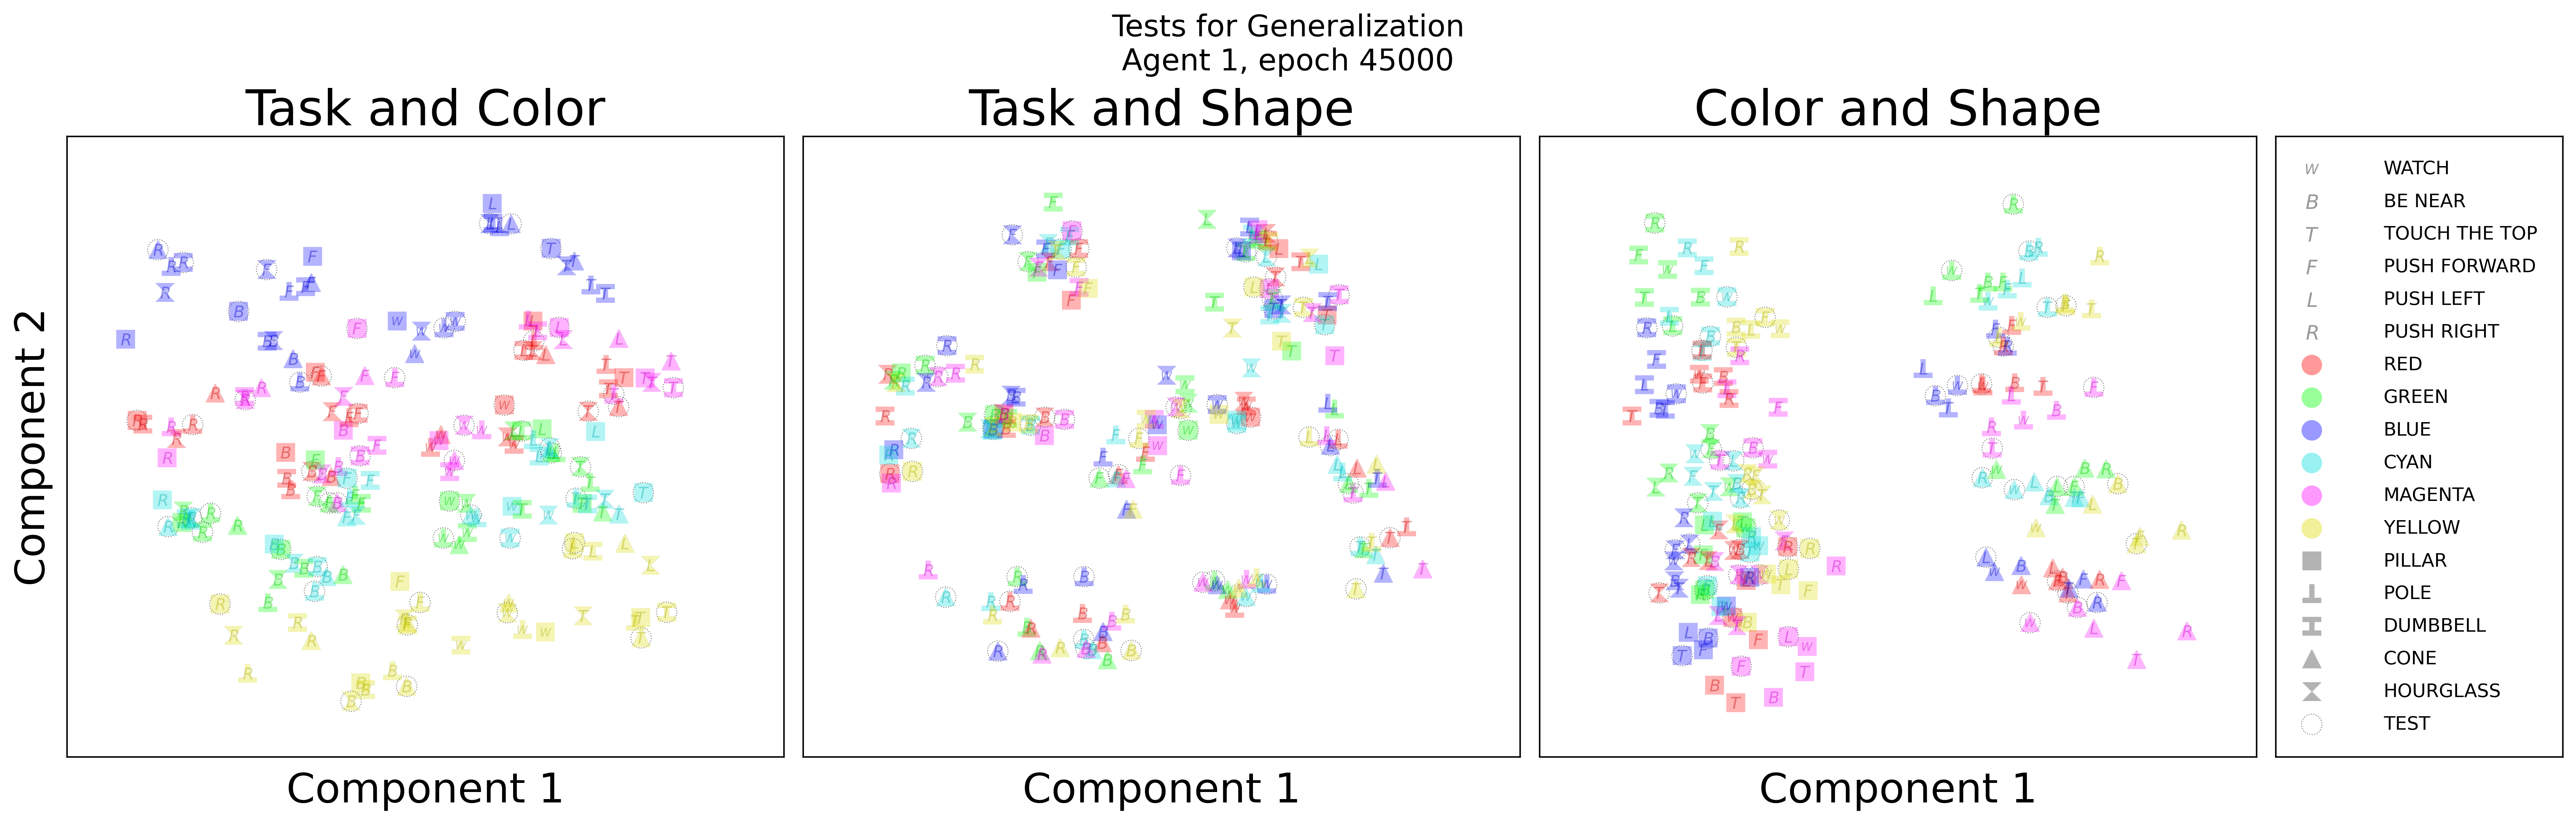 Tests for Generalization
Agent 1, epoch 45000
Task and Color
Task and Shape
Color and Shape
Component 2
Component 1
Component 1
Component 1
W WATCH
B BE NEAR
T TOUCH THE TOP
F PUSH FORWARD
L PUSH LEFT
R PUSH RIGHT
RED
GREEN
BLUE
CYAN
MAGENTA
YELLOW
PILLAR
POLE
DUMBBELL
CONE
HOURGLASS
TEST